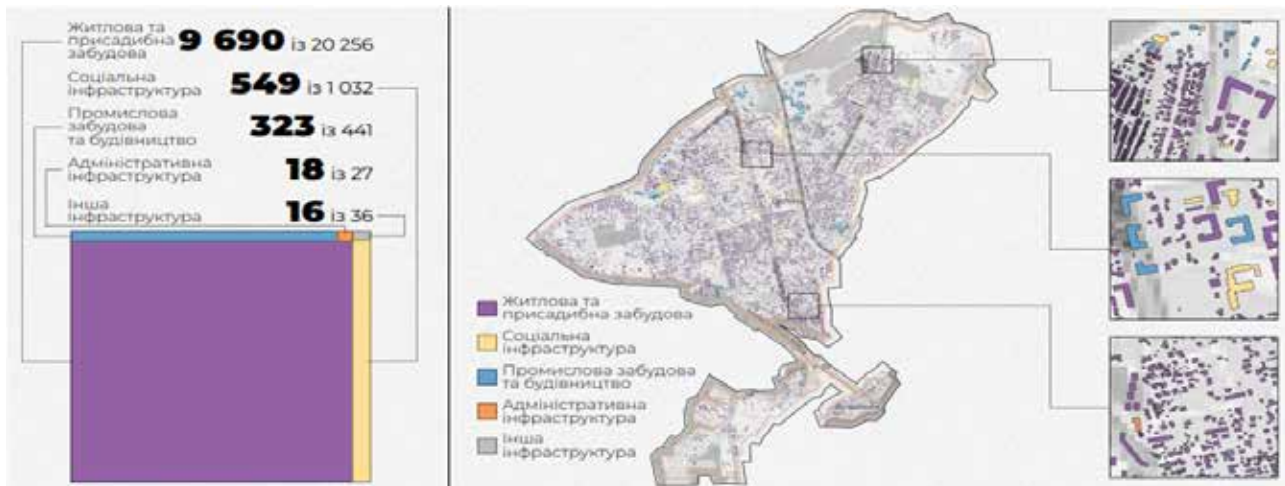 Житлова та
присадибна
забудова
9 690 із 20 256
Соціальна
інфраструктура
549 із 1 032
Промислова
забудова
та будівництво
323 із 441
Адміністративна
інфраструктура
18 із 27
Інша
інфраструктура
16 із 36
Житлова та
присадибна забудова
Соціальна
інфраструктура
Промислова забудова
та будівництво
Адміністративна
інфраструктура
Інша
інфраструктура